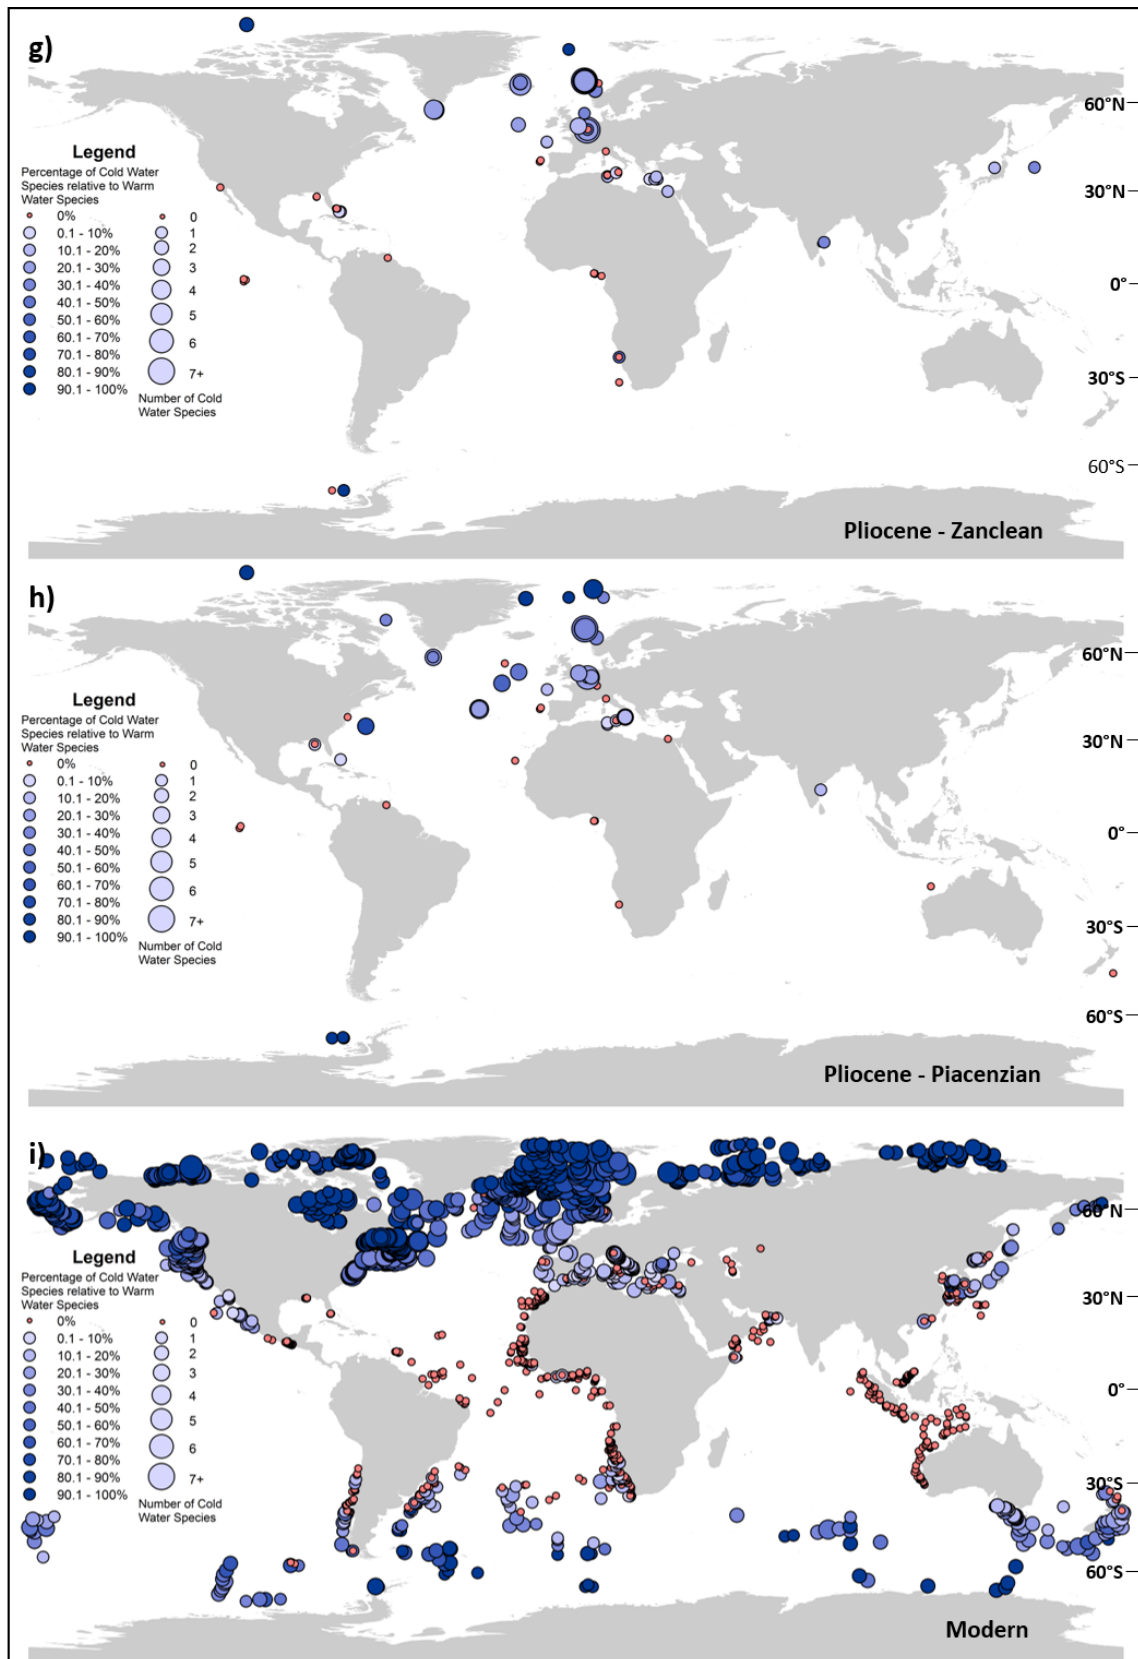 g)
60°N
Legend
Percentage of Cold Water
Species relative to Warm
Water Species
0%
0.1 - 10%
10.1 - 20%
20.1 - 30%
30.1 - 40%
40.1 - 50%
50.1 - 60%
60.1 - 70%
70.1 - 80%
80.1 - 90%
90.1 - 100%
0
1
2
3
4
5
6
7+
Number of Cold
Water Species
30°N
0°
30°S
60°S
Pliocene - Zanclean
h)
60°N
Legend
Percentage of Cold Water
Species relative to Warm
Water Species
0%
0.1 - 10%
10.1 - 20%
20.1 - 30%
30.1 - 40%
40.1 - 50%
50.1 - 60%
60.1 - 70%
70.1 - 80%
80.1 - 90%
90.1 - 100%
0
1
2
3
4
5
6
7+
Number of Cold
Water Species
30°N
0°
30°S
60°S
Pliocene - Piacenzian
i)
60°N
Legend
Percentage of Cold Water
Species relative to Warm
Water Species
0%
0.1 - 10%
10.1 - 20%
20.1 - 30%
30.1 - 40%
40.1 - 50%
50.1 - 60%
60.1 - 70%
70.1 - 80%
80.1 - 90%
90.1 - 100%
0
1
2
3
4
5
6
7+
Number of Cold
Water Species
30°N
0°
30°S
60°S
Modern